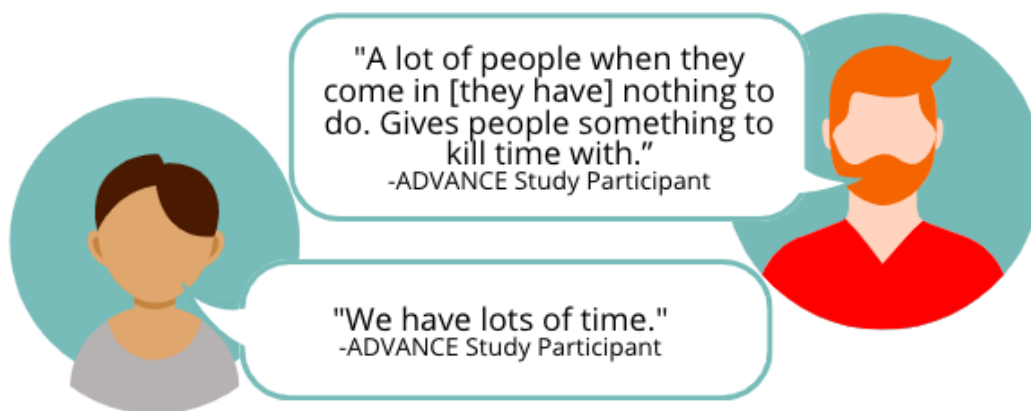 "A lot of people when they
come in [they have] nothing to
do. Gives people something to
kill time with.”
-ADVANCE Study Participant
"We have lots of time."
-ADVANCE Study Participant